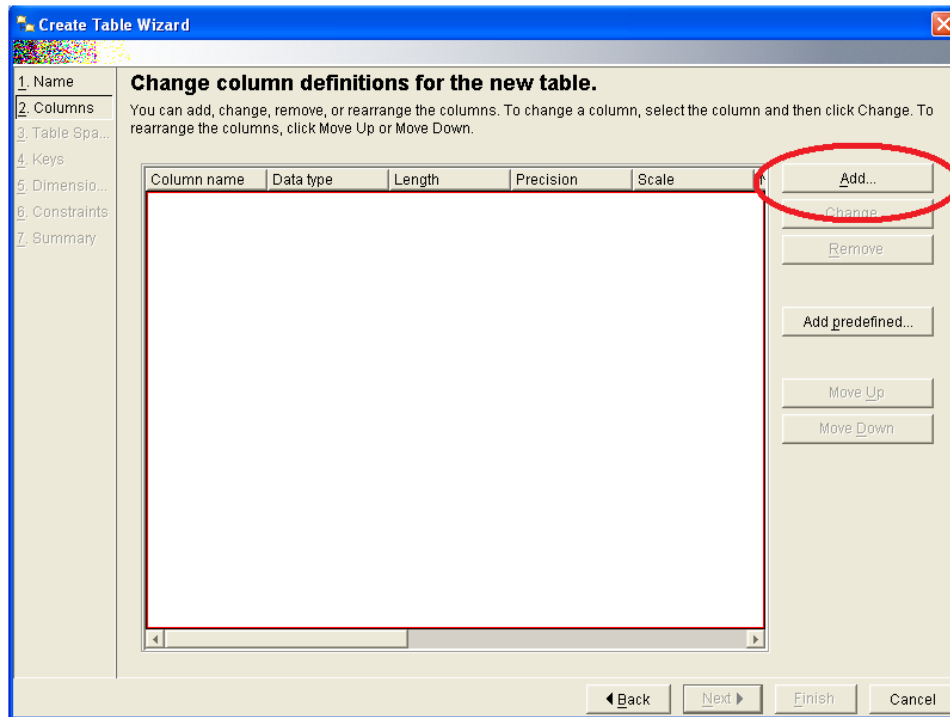 Create Table Wizard
1. Name
2. Columns
3. Table Spa...
4. Keys
5. Dimensio...
6. Constraints
7. Summary
Change column definitions for the new table.
You can add, change, remove, or rearrange the columns. To change a column, select the column and then click Change. To
rearrange the columns, click Move Up or Move Down.
Column name Data type Length Precision Scale
Add...
Change...
Remove
Add predefined...
Move Up
Move Down
Back Next Finish Cancel